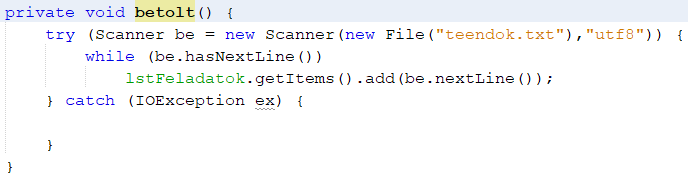 private void betolt() {
    try (Scanner be = new Scanner(new File("teendok.txt"),"utf8")) {
        while (be.hasNextLine())
            lstFeladatok.getItems().add(be.nextLine());
    } catch (IOException ex) {
    }
}